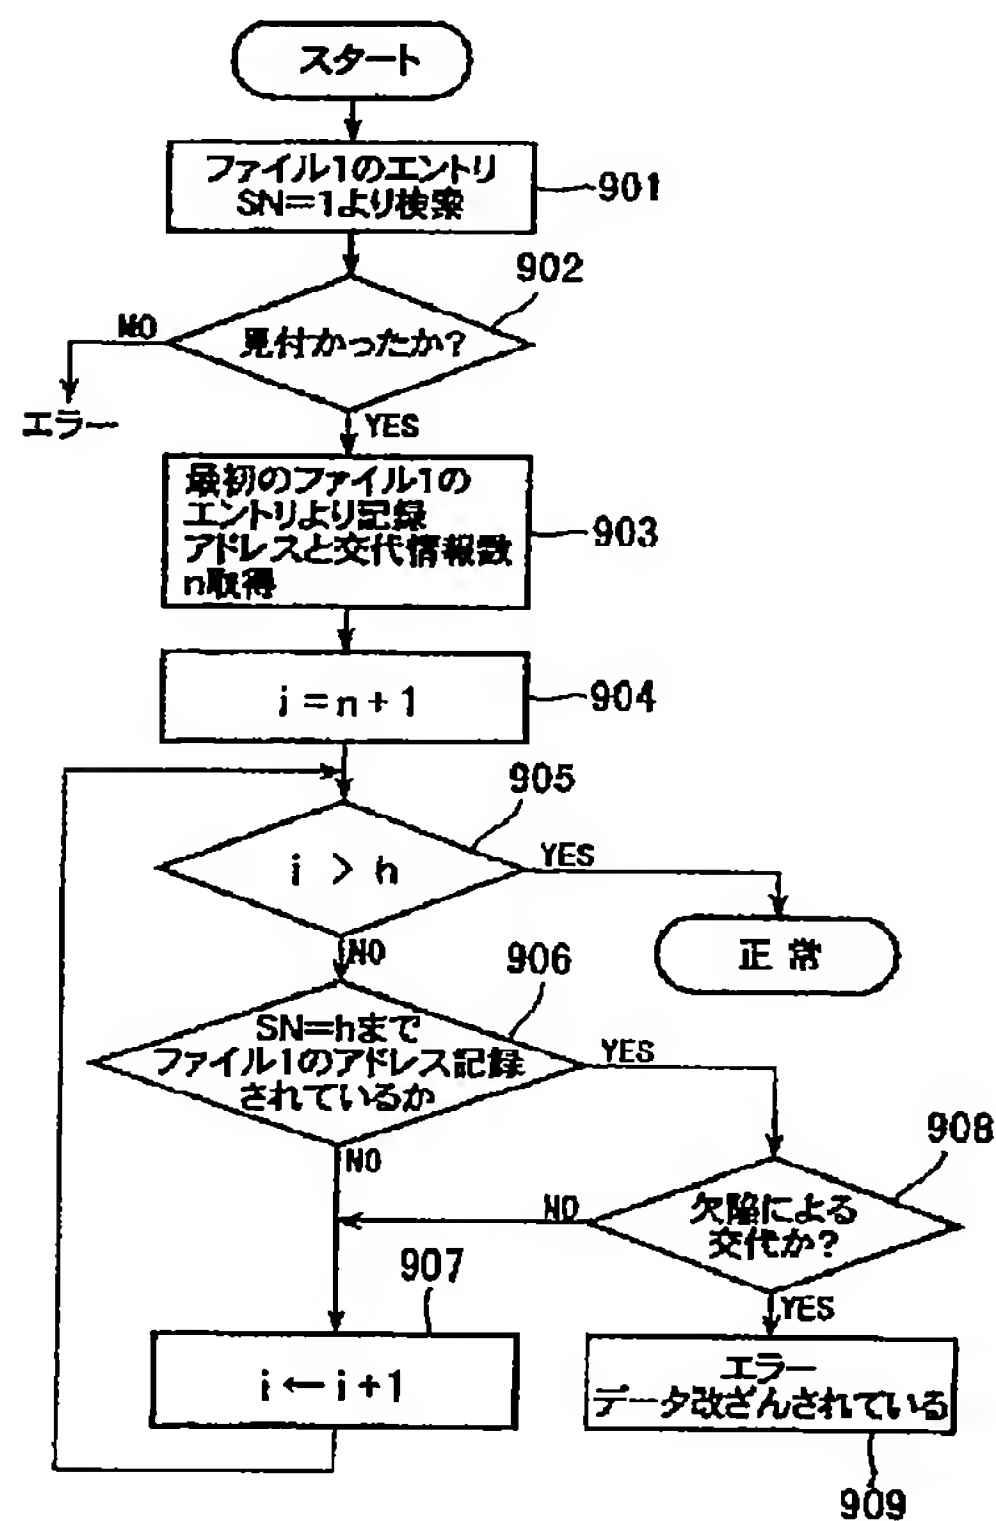 スタート
ファイル1のエントリ
SN=1より検索
901
902
見付かったか?
NO
エラー
YES
最初のファイル1の
エントリより記録
アドレスと交代情報数
n取得
903
i=n+1
904
905
i > h
YES
正 常
NO
906
SN=hまで
ファイル1のアドレス記録
されているか
YES
NO
908
欠陥による
交代か?
NO
YES
907
i←i+1
エラー
データ改ざんされている
909